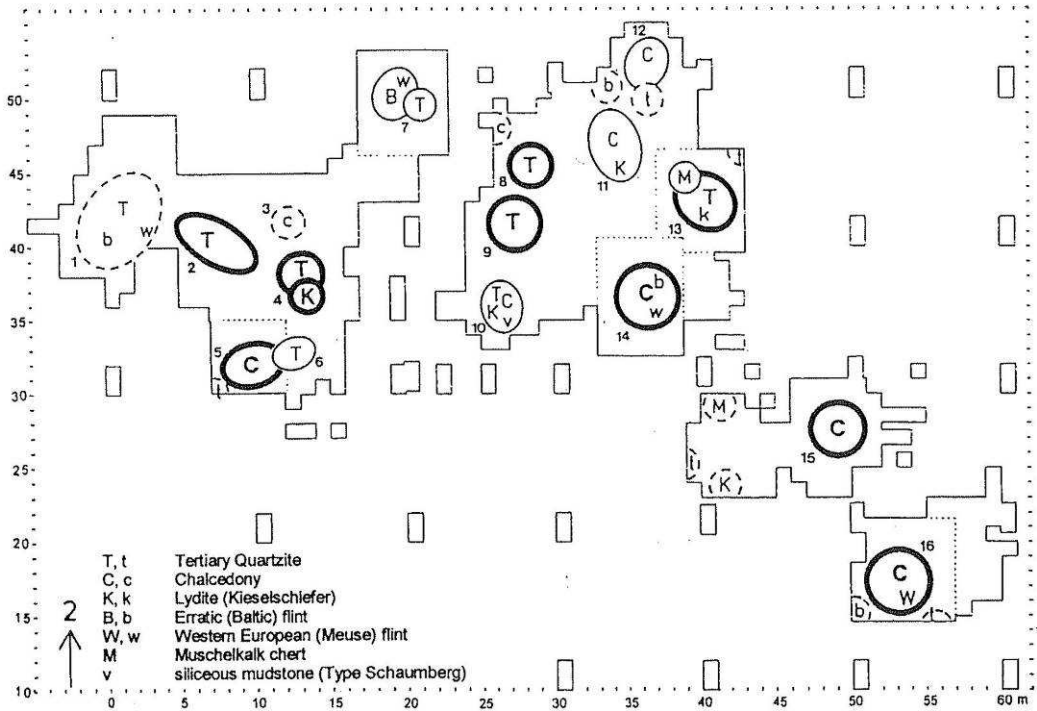 12
C
50
w
B
T
b
t
7
c
C
K
11
45
T
8
M
T
k
13
T
b
w
1
3
c
T
9
40
T
2
T
K
4
T
C
K
v
10
C
b
w
14
35
5
C
T
6
30
M
C
15
25
K
20
16
C
W
b
15
10
T, t Tertiary Quartzite
C, c Chalcedony
K, k Lydite (Kieselschiefer)
B, b Erratic (Baltic) flint
W, w Western European (Meuse) flint
M Muschelkalk chert
v siliceous mudstone (Type Schaumberg)
2
0 5 10 15 20 25 30 35 40 45 50 55 60 m